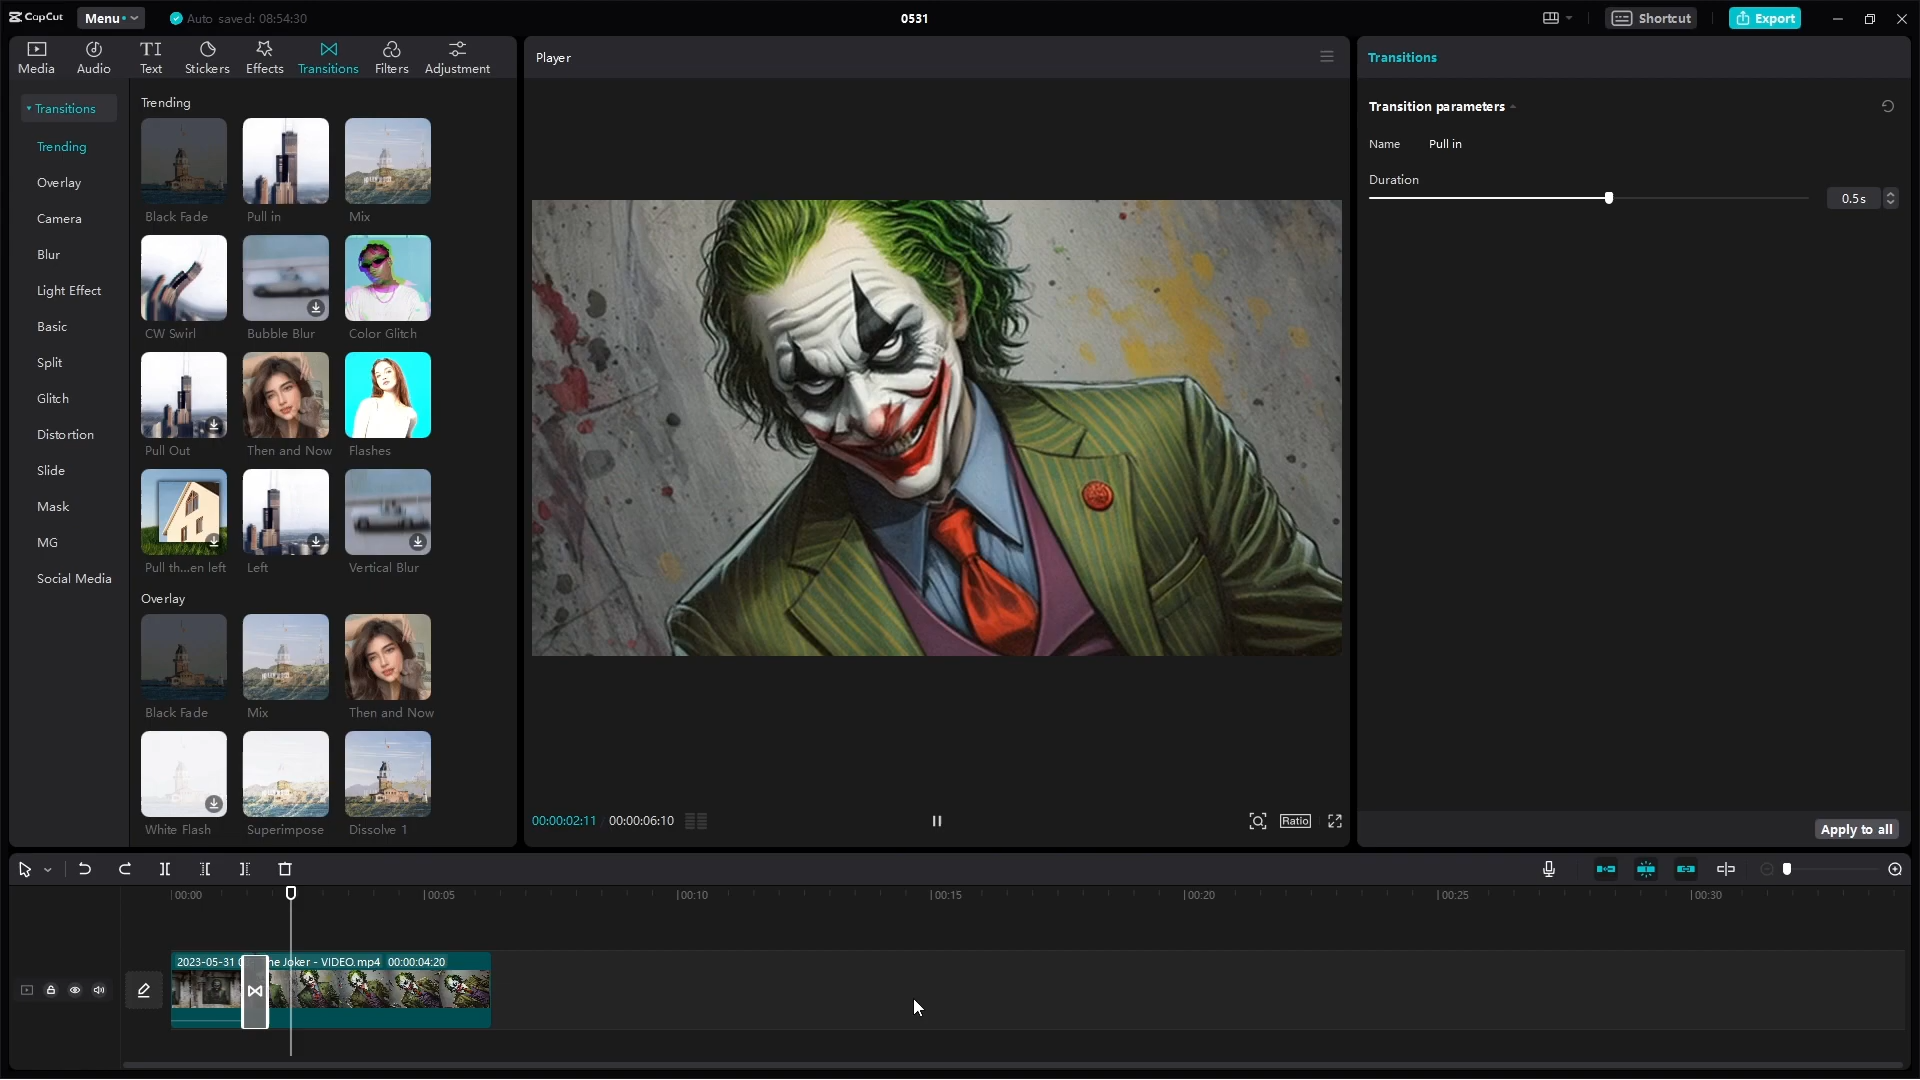 CapCut
Menu
Auto saved: 08:54:30
0531
Shortcut
Export
Media
Audio
TI
Text
Stickers
Effects
Transitions
Filters
Adjustment
Player
Transitions
Transitions
Trending
Overlay
Camera
Blur
Light Effect
Basic
Split
Glitch
Distortion
Slide
Mask
MG
Social Media
Trending
Black Fade
Pull in
Mix
CW Swirl
Bubble Blur
Color Glitch
Pull Out
Then and Now
Flashes
Pull th...en left
Left
Vertical Blur
Overlay
Black Fade
Mix
Then and Now
White Flash
Superimpose
Dissolve 1
00:00:02:11
00:00:06:10
Ratio
Transition parameters
Name
Pull in
Duration
0.5s
Apply to all
00:00
00:05
00:10
00:15
00:20
00:25
00:30
2023-05-31
Joker - VIDEO.mp4
00:00:04:20